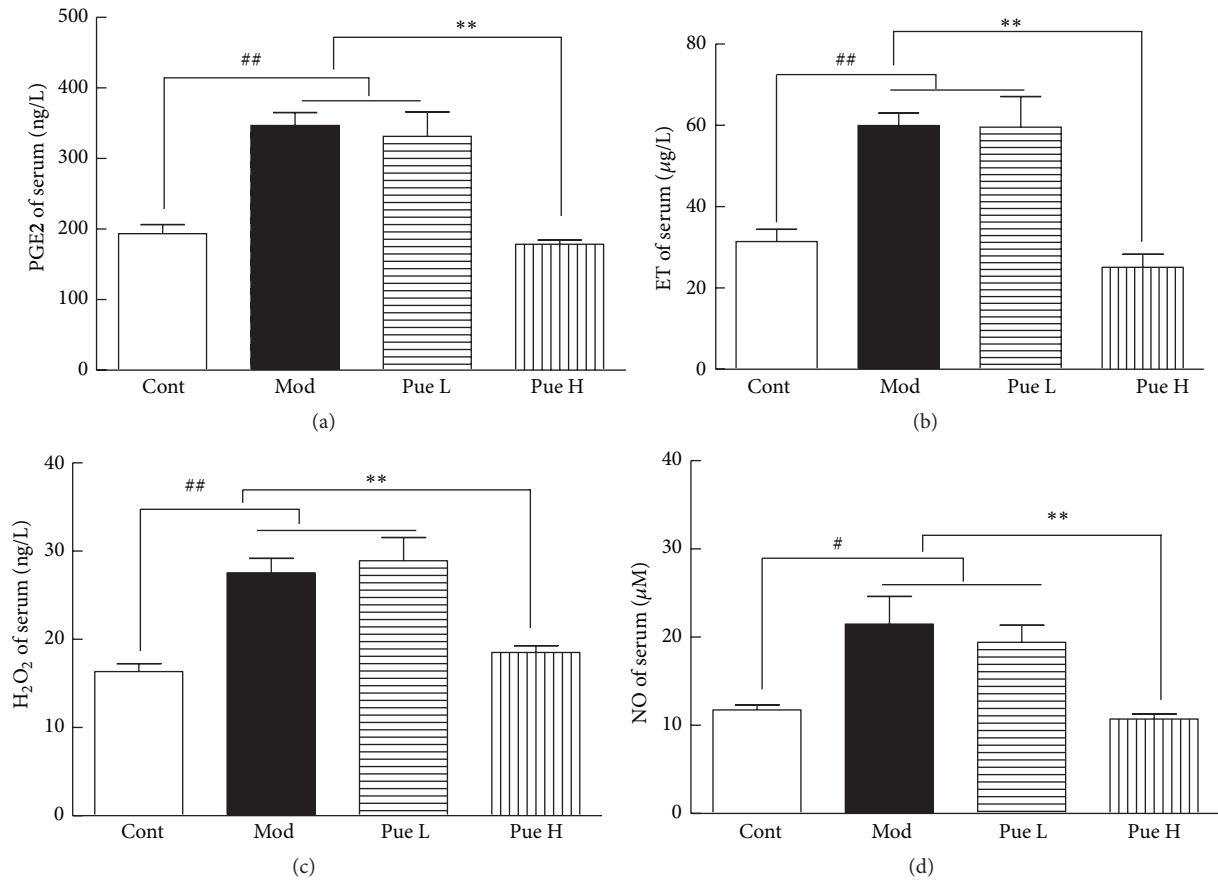 500
400
300
200
100
0
PGE2 of serum (ng/L)
##
**
Cont Mod Pue L Pue H
(a)
80
60
40
20
0
ET of serum (μg/L)
##
**
Cont Mod Pue L Pue H
(b)
40
30
20
10
0
H₂O₂ of serum (ng/L)
##
**
Cont Mod Pue L Pue H
(c)
40
30
20
10
0
NO of serum (μM)
#
**
Cont Mod Pue L Pue H
(d)